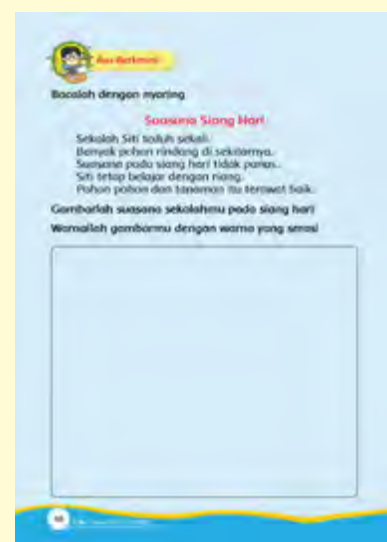 Ayo Berkreasi
Bacalah dengan nyaring
Suasana Siang Hari
Sekolah Siti teduh sekali.
Banyak pohon rindang di sekitarnya.
Suasana pada siang hari tidak panas.
Siti tetap belajar dengan riang.
Pohon pohon dan tanaman itu terawat baik.
Gambarlah suasana sekolahmu pada siang hari
Warnailah gambarmu dengan warna yang serasi